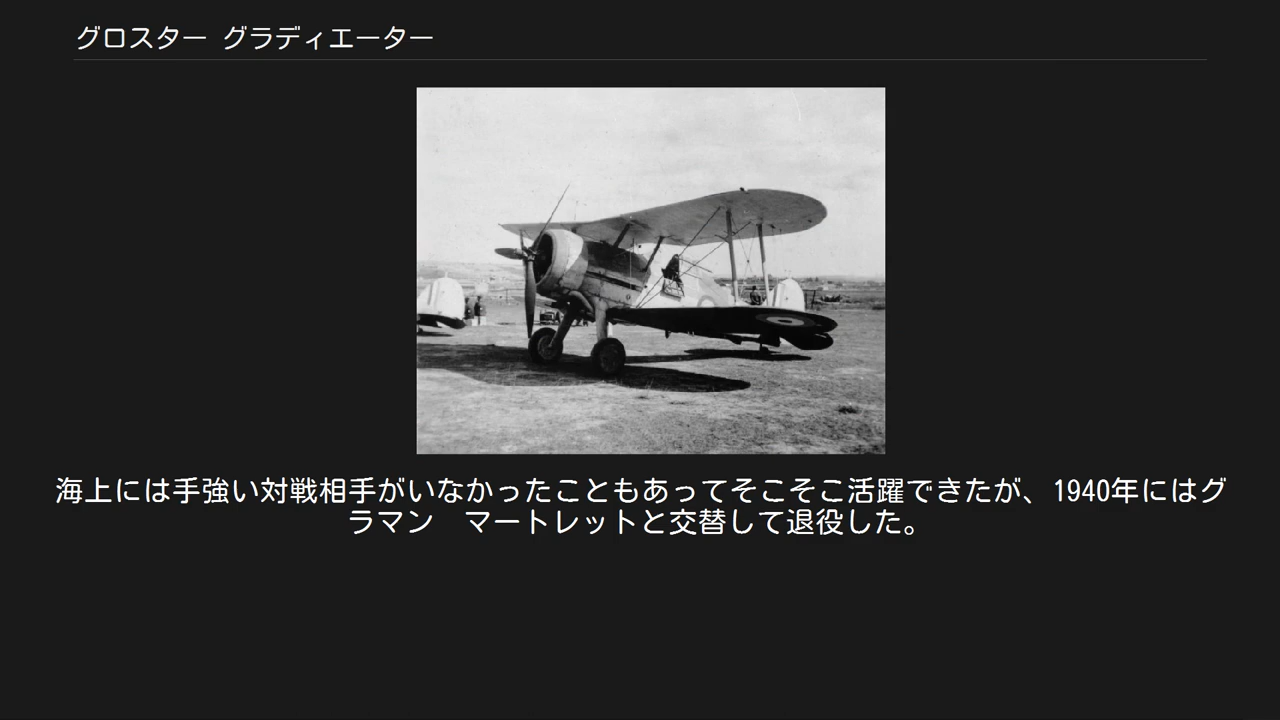 グロスター グラディエーター
海上には手強い対戦相手がいなかったこともあってそこそこ活躍できたが、1940年にはグ
ラマン　マートレットと交替して退役した。